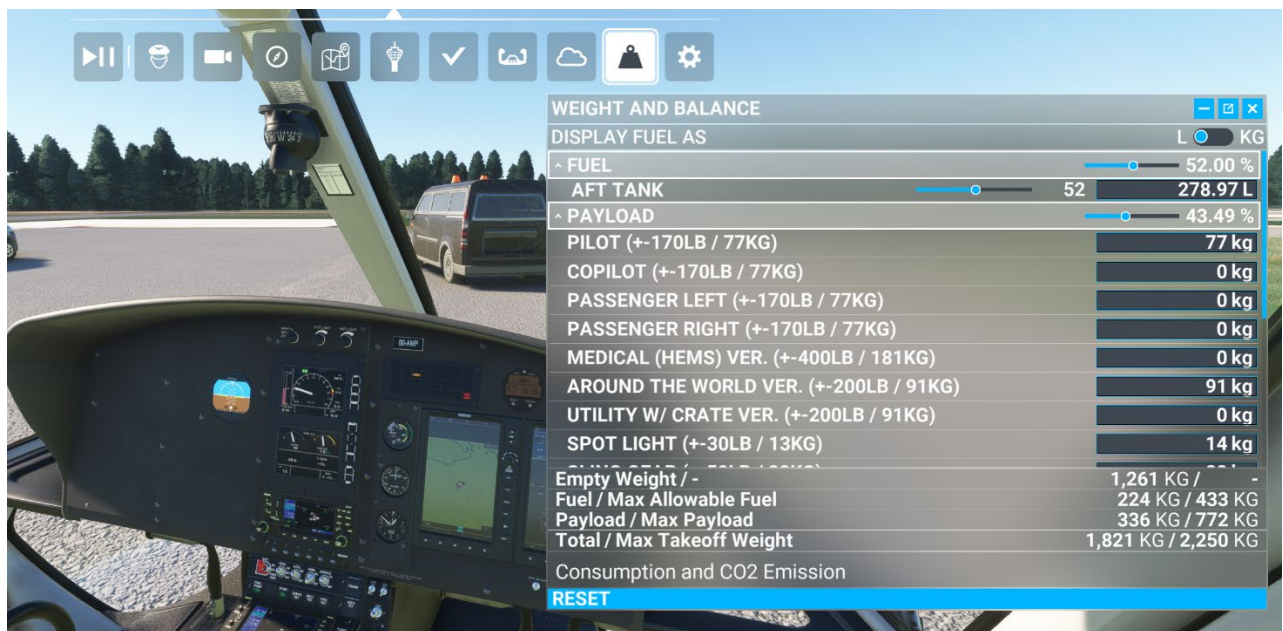 WEIGHT AND BALANCE
DISPLAY FUEL AS L KG
FUEL 52.00 %
AFT TANK 52 278.97 L
PAYLOAD 43.49 %
PILOT (+-170LB / 77KG) 77 kg
COPILOT (+-170LB / 77KG) 0 kg
PASSENGER LEFT (+-170LB / 77KG) 0 kg
PASSENGER RIGHT (+-170LB / 77KG) 0 kg
MEDICAL (HEMS) VER. (+-400LB / 181KG) 0 kg
AROUND THE WORLD VER. (+-200LB / 91KG) 91 kg
UTILITY W/ CRATE VER. (+-200LB / 91KG) 0 kg
SPOT LIGHT (+-30LB / 13KG) 14 kg
Empty Weight / - 1,261 KG / -
Fuel / Max Allowable Fuel 224 KG / 433 KG
Payload / Max Payload 336 KG / 772 KG
Total / Max Takeoff Weight 1,821 KG / 2,250 KG
Consumption and CO2 Emission
RESET
OO-AMP